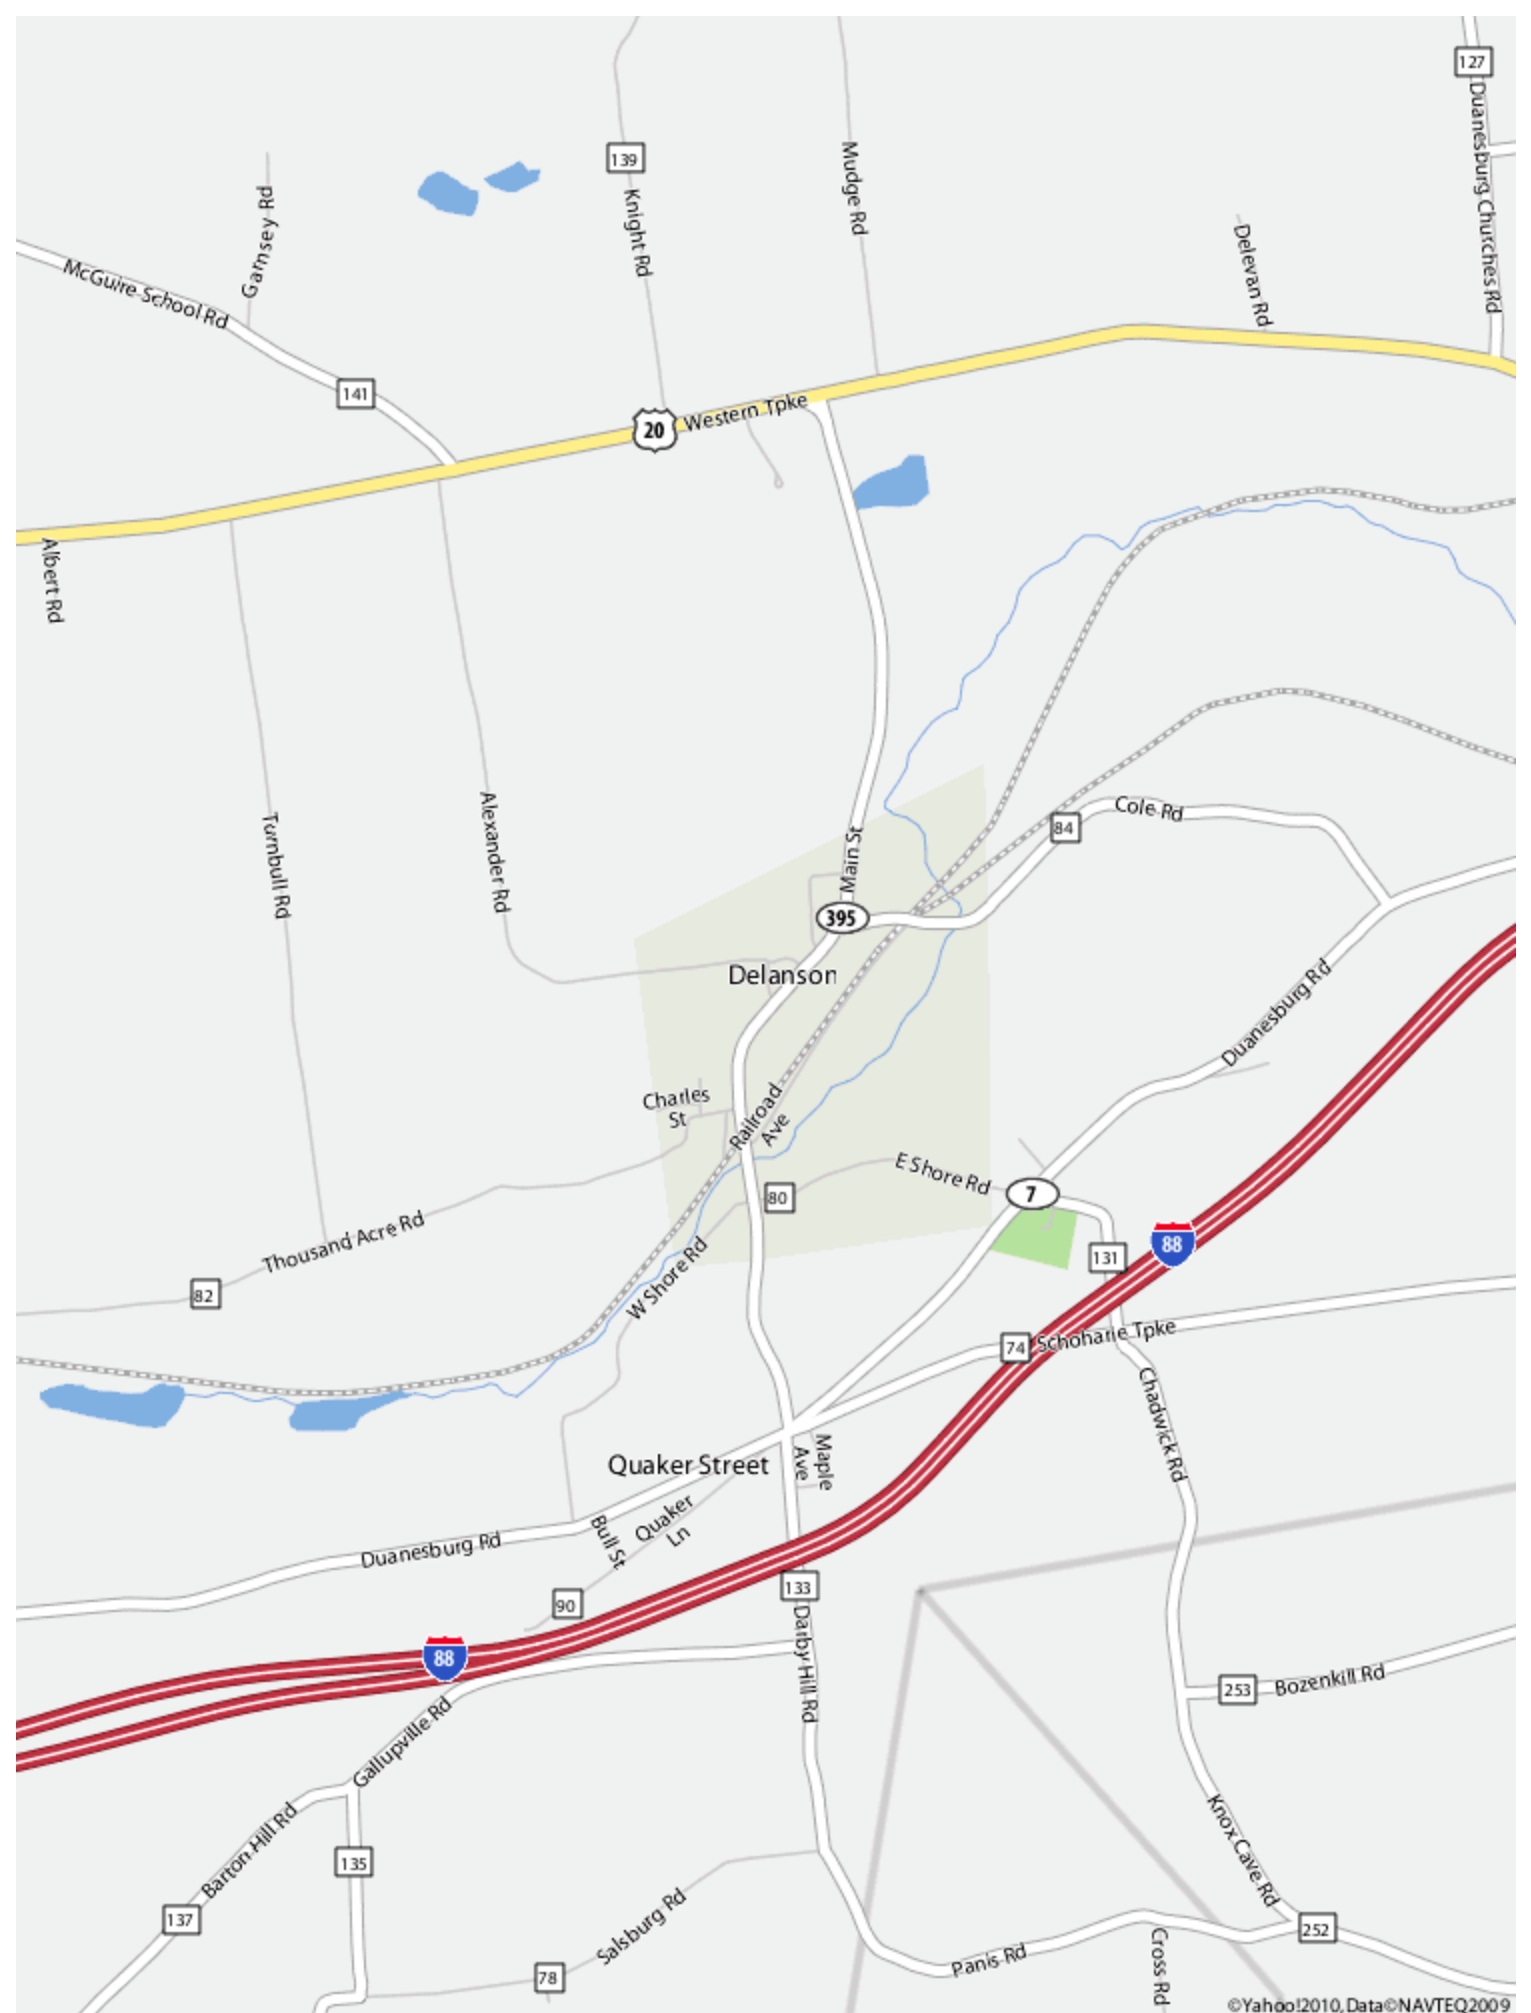 127
Duanesburg Churches Rd
139
Knight Rd
Mudge Rd
Garnsey Rd
Delevan Rd
McGuire School Rd
141
20
Western Tpke
Albert Rd
Turnbull Rd
Alexander Rd
Main St
84
Cole Rd
395
Delanson
Duanesburg Rd
Charles
St
Railroad
Ave
E Shore Rd
80
7
131
88
Thousand Acre Rd
82
W Shore Rd
74
Schoharie Tpke
Chadwick Rd
Quaker Street
Maple
Ave
Quaker
Ln
Bull St
Duanesburg Rd
90
133
Darby Hill Rd
88
253
Bozenkill Rd
Gallupville Rd
Barton Hill Rd
135
137
Knox Cave Rd
252
Salsburg Rd
78
Panis Rd
Cross Rd
©Yahoo!2010, Data©NAVTEQ2009